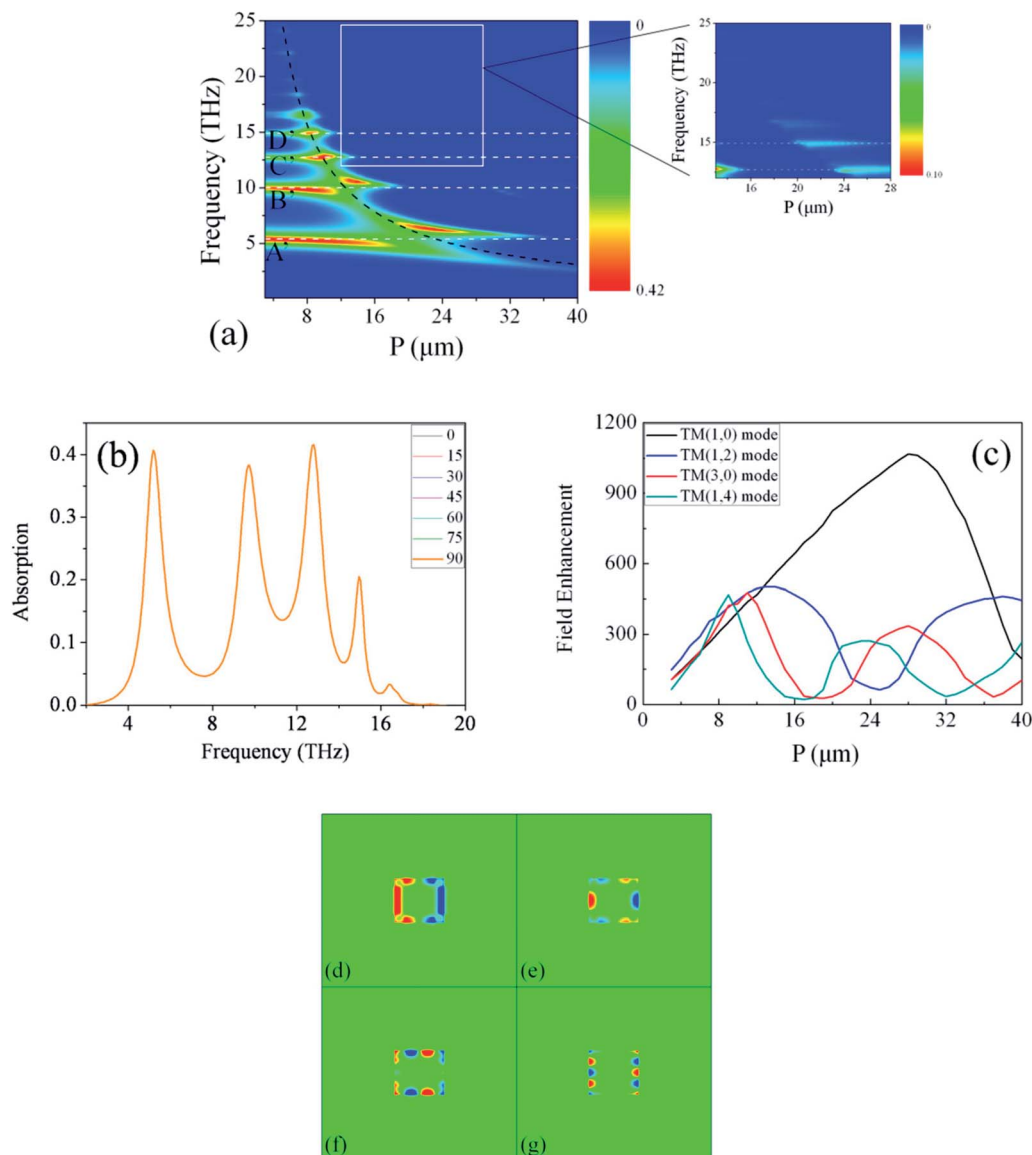 25
20
15
10
5
D'
C'
B'
A'
Frequency (THz)
8
16
24
32
40
P (μm)
(a)
0
0.42
25
15
Frequency (THz)
16
20
24
28
P (μm)
0
0.10
(b)
0.4
0.3
0.2
0.1
0.0
Absorption
4
8
12
16
20
Frequency (THz)
0
15
30
45
60
75
90
(c)
1200
900
600
300
0
Field Enhancement
0
8
16
24
32
40
P (μm)
TM(1,0) mode
TM(1,2) mode
TM(3,0) mode
TM(1,4) mode
(d)
(e)
(f)
(g)